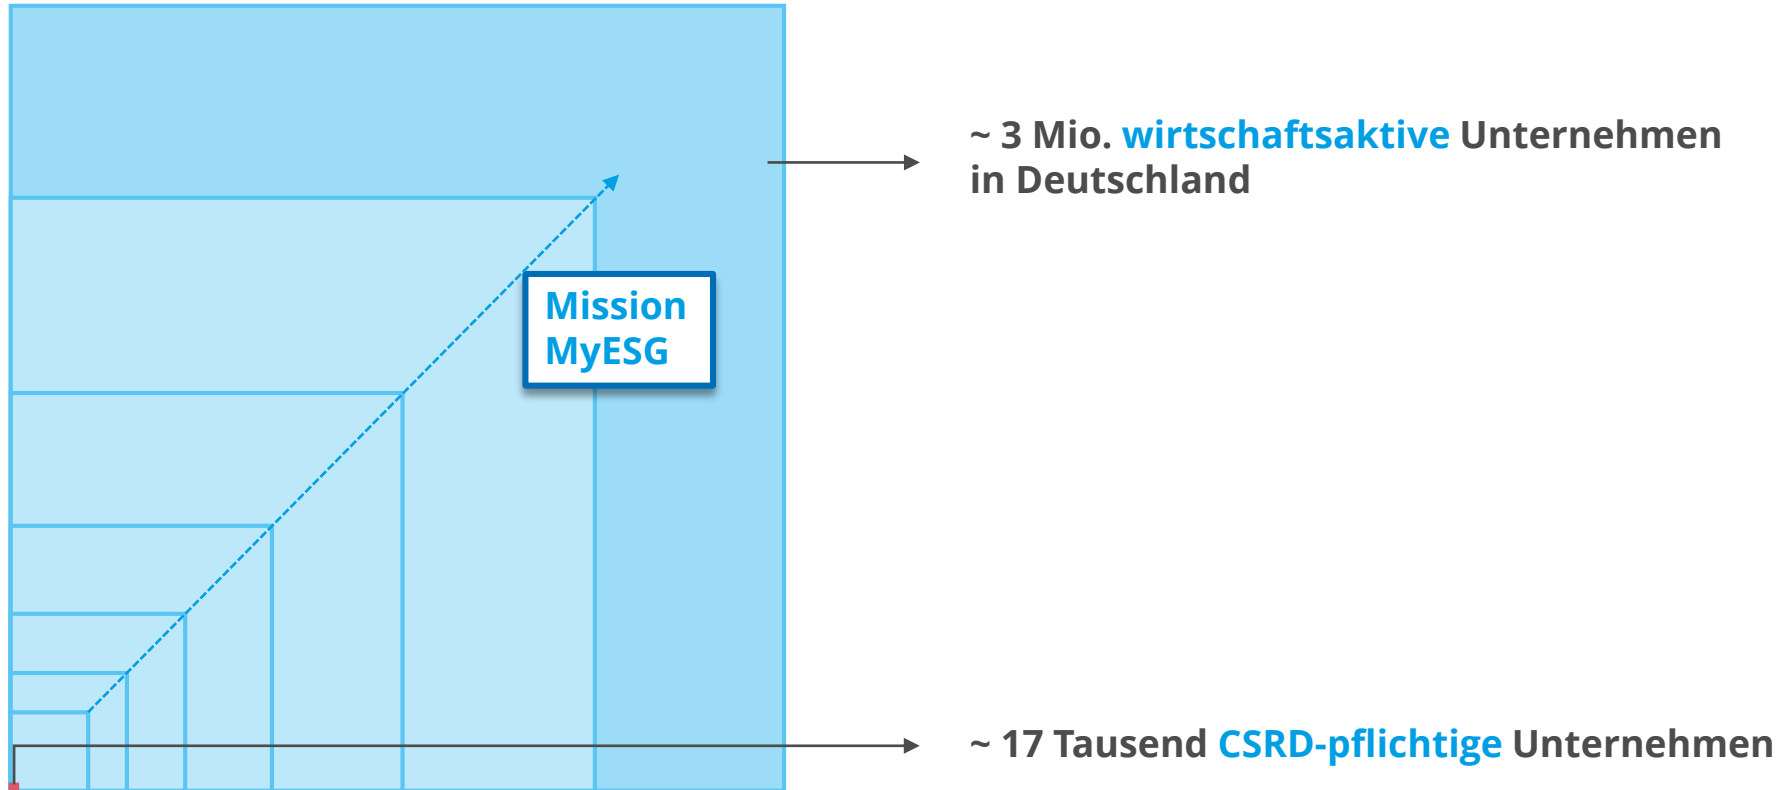 ~ 3 Mio. wirtschaftsaktive Unternehmen
in Deutschland
Mission
MyESG
~ 17 Tausend CSRD-pflichtige Unternehmen